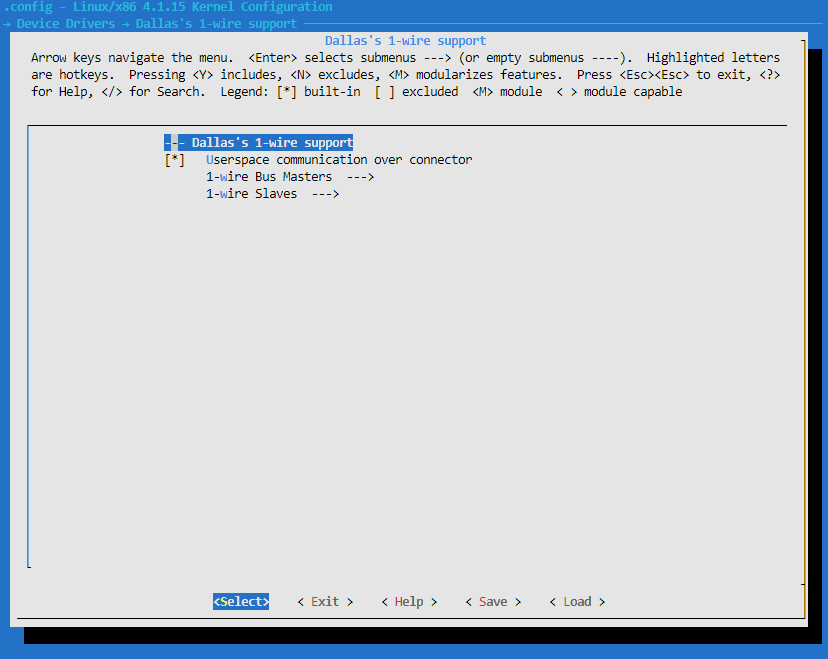 .config - Linux/x86 4.1.15 Kernel Configuration
→ Device Drivers → Dallas's 1-wire support
Dallas's 1-wire support
Arrow keys navigate the menu.  <Enter> selects submenus ---> (or empty submenus ----).  Highlighted letters
are hotkeys.  Pressing <Y> includes, <N> excludes, <M> modularizes features.  Press <Esc><Esc> to exit, <?>
for Help, </> for Search.  Legend: [*] built-in  [ ] excluded  <M> module  < > module capable
--- Dallas's 1-wire support
[*]   Userspace communication over connector
1-wire Bus Masters  --->
1-wire Slaves  --->
<Select>    < Exit >    < Help >    < Save >    < Load >